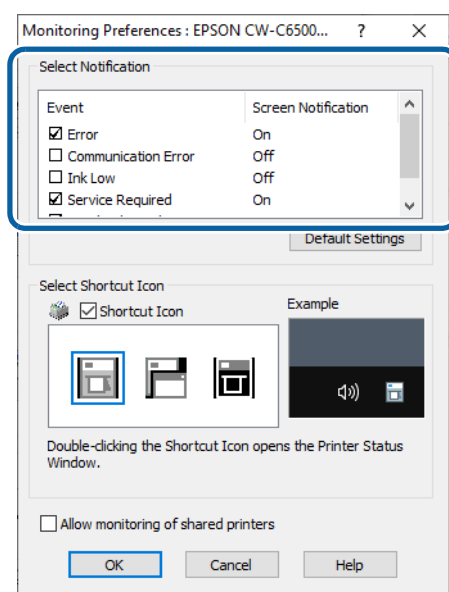 Monitoring Preferences : EPSON CW-C6500... ? ✕
Select Notification
Event Screen Notification
Error On
Communication Error Off
Ink Low Off
Service Required On
Default Settings
Select Shortcut Icon
Shortcut Icon
Example
Double-clicking the Shortcut Icon opens the Printer Status
Window.
Allow monitoring of shared printers
OK Cancel Help